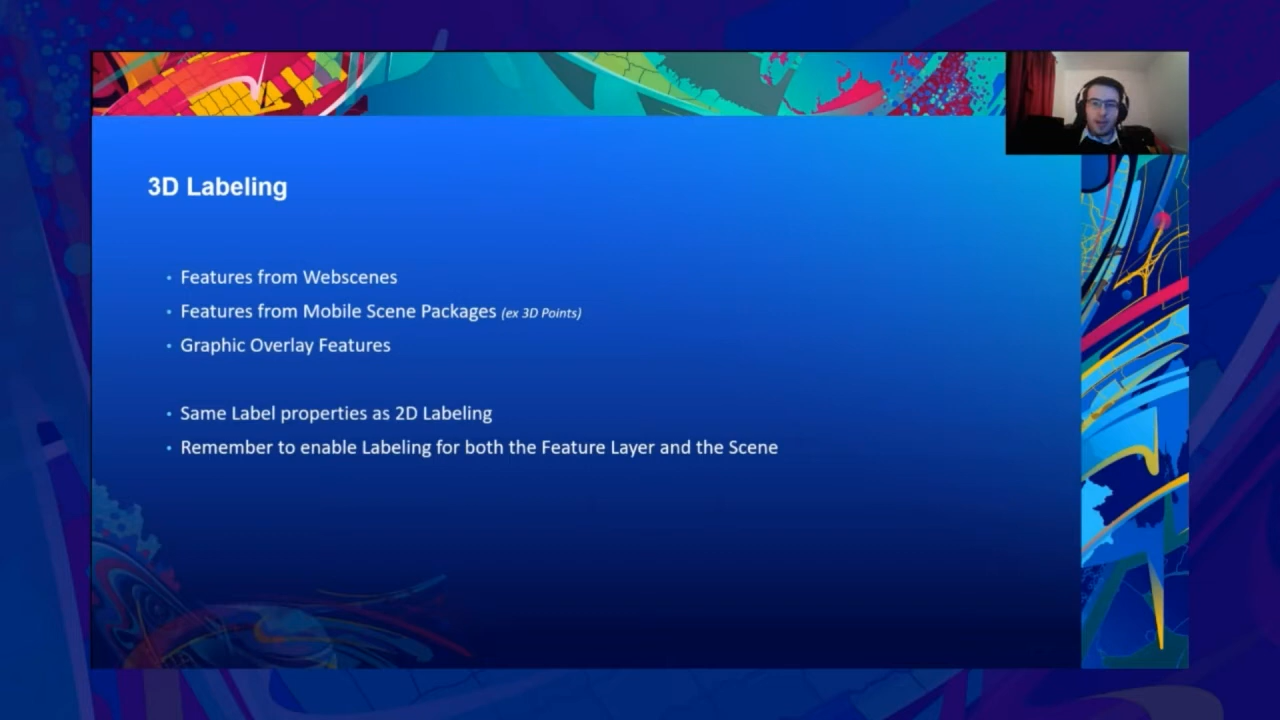 3D Labeling
• Features from Webscenes
• Features from Mobile Scene Packages (ex 3D Points)
• Graphic Overlay Features
• Same Label properties as 2D Labeling
• Remember to enable Labeling for both the Feature Layer and the Scene